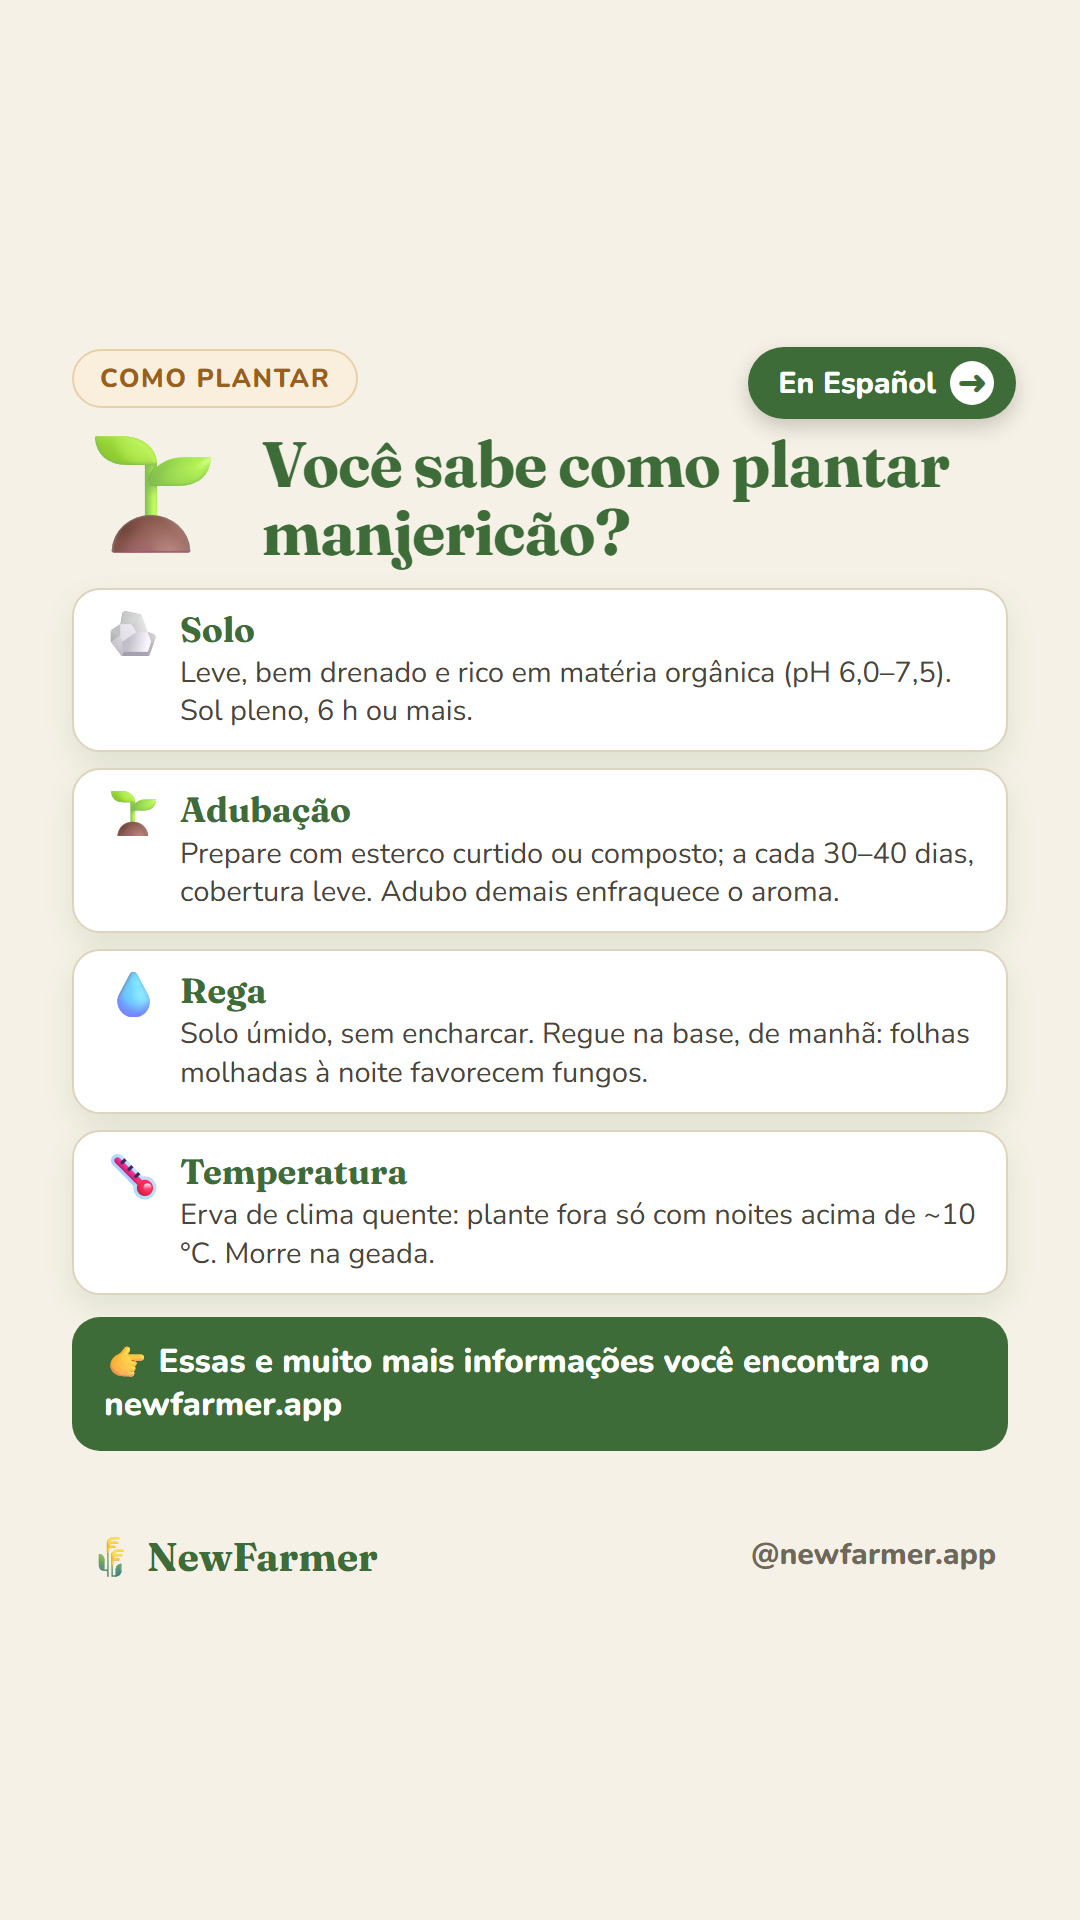 COMO PLANTAR
En Español
Você sabe como plantar
manjericão?
Solo
Leve, bem drenado e rico em matéria orgânica (pH 6,0–7,5).
Sol pleno, 6 h ou mais.
Adubação
Prepare com esterco curtido ou composto; a cada 30–40 dias,
cobertura leve. Adubo demais enfraquece o aroma.
Rega
Solo úmido, sem encharcar. Regue na base, de manhã: folhas
molhadas à noite favorecem fungos.
Temperatura
Erva de clima quente: plante fora só com noites acima de ~10
°C. Morre na geada.
👉 Essas e muito mais informações você encontra no
newfarmer.app
NewFarmer
@newfarmer.app